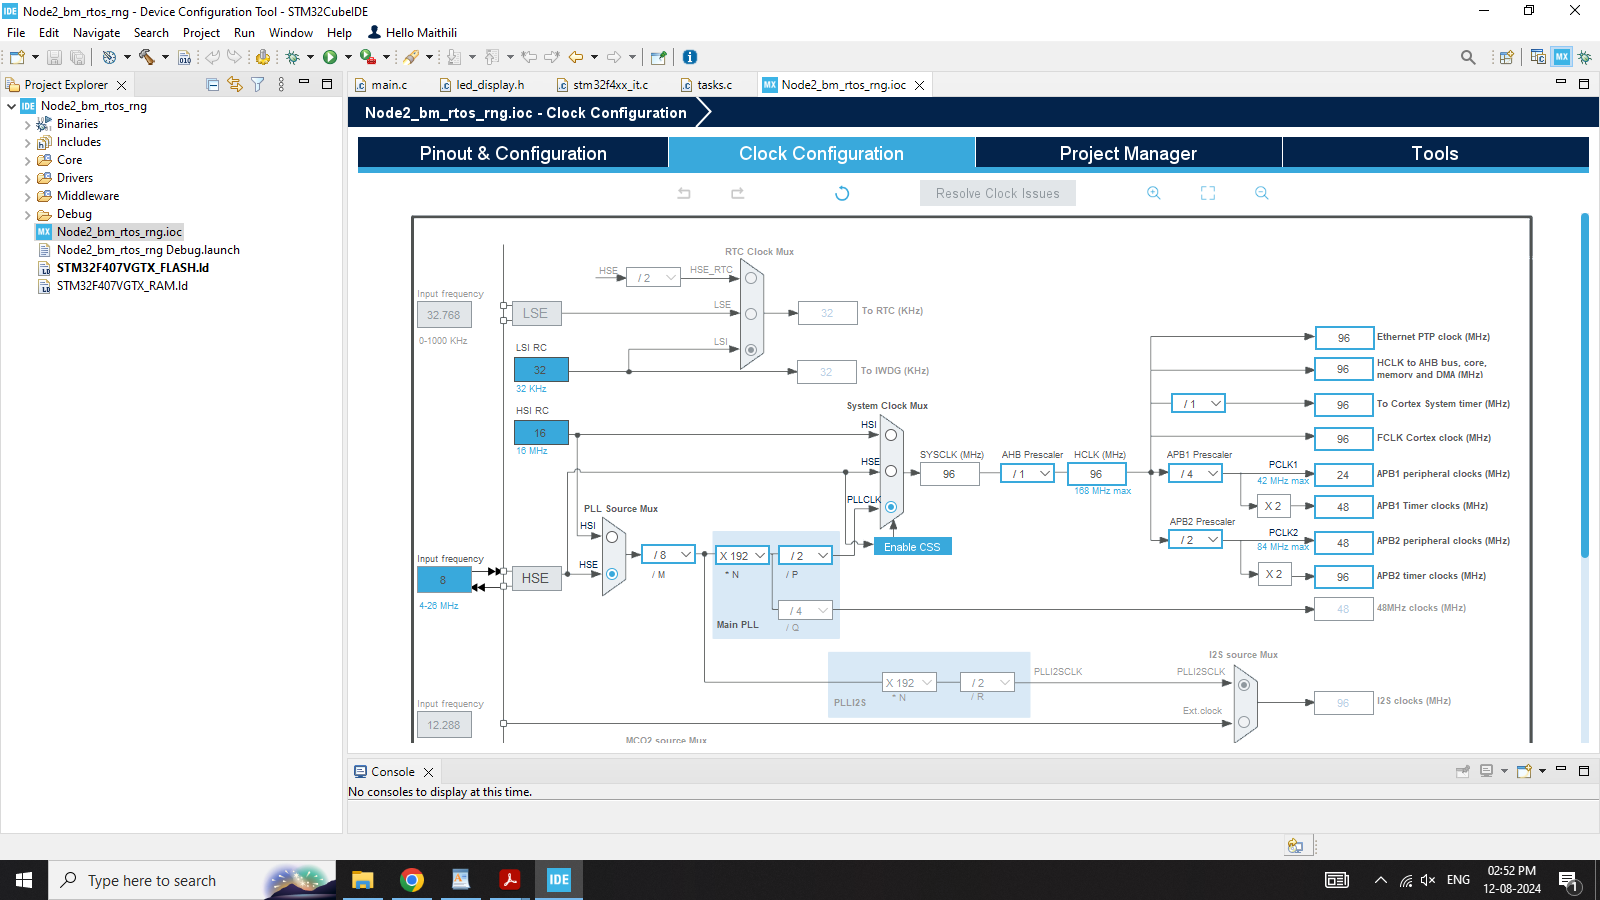 IDE Node2_bm_rtos_rng - Device Configuration Tool - STM32CubeIDE
File Edit Navigate Search Project Run Window Help Hello Maithili
Project Explorer
main.c led_display.h stm32f4xx_it.c tasks.c MX Node2_bm_rtos_rng.ioc
IDE Node2_bm_rtos_rng
Binaries
Includes
Core
Drivers
Middleware
Debug
MX Node2_bm_rtos_rng.ioc
Node2_bm_rtos_rng Debug.launch
STM32F407VGTX_FLASH.ld
STM32F407VGTX_RAM.ld
Node2_bm_rtos_rng.ioc - Clock Configuration
Pinout & Configuration Clock Configuration Project Manager Tools
Resolve Clock Issues
RTC Clock Mux
HSE / 2 HSE_RTC
Input frequency
32.768
0-1000 KHz
LSE
LSE
32 To RTC (KHz)
LSI RC
LSI
32
32 KHz
32 To IWDG (KHz)
HSI RC
16
16 MHz
System Clock Mux
HSI
HSE
PLLCLK
Enable CSS
SYSCLK (MHz)
96
AHB Prescaler
/ 1
HCLK (MHz)
96
168 MHz max
96 Ethernet PTP clock (MHz)
96 HCLK to AHB bus, core,
memory and DMA (MHz)
/ 1 96 To Cortex System timer (MHz)
96 FCLK Cortex clock (MHz)
APB1 Prescaler
/ 4
PCLK1
42 MHz max
24 APB1 peripheral clocks (MHz)
X 2 48 APB1 Timer clocks (MHz)
APB2 Prescaler
/ 2
PCLK2
84 MHz max
48 APB2 peripheral clocks (MHz)
X 2 96 APB2 timer clocks (MHz)
48 48MHz clocks (MHz)
PLL Source Mux
HSI
HSE
Input frequency
8
4-26 MHz
HSE
/ 8
/ M
X 192
* N
/ 2
/ P
/ 4
/ Q
Main PLL
PLLI2S
X 192
* N
/ 2
/ R
PLLI2SCLK
I2S source Mux
PLLI2SCLK
Ext.clock
96 I2S clocks (MHz)
Input frequency
12.288
MCO2 source Mux
Console
No consoles to display at this time.
Type here to search
IDE
ENG
02:52 PM
12-08-2024
1